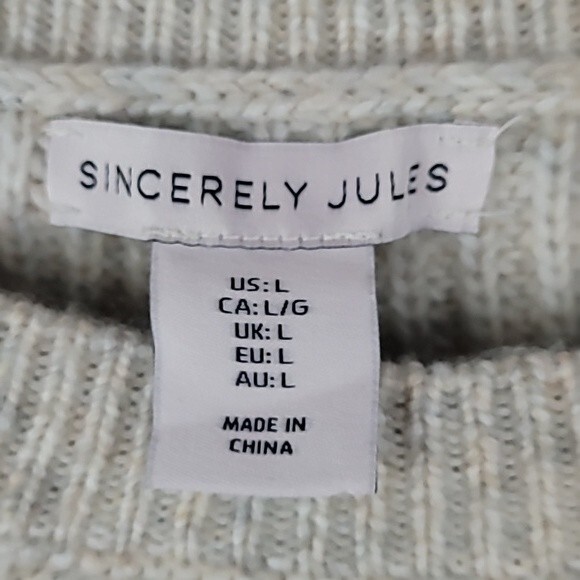 SINCERELY JULES
US: L
CA: L/G
UK: L
EU: L
AU: L
MADE IN
CHINA